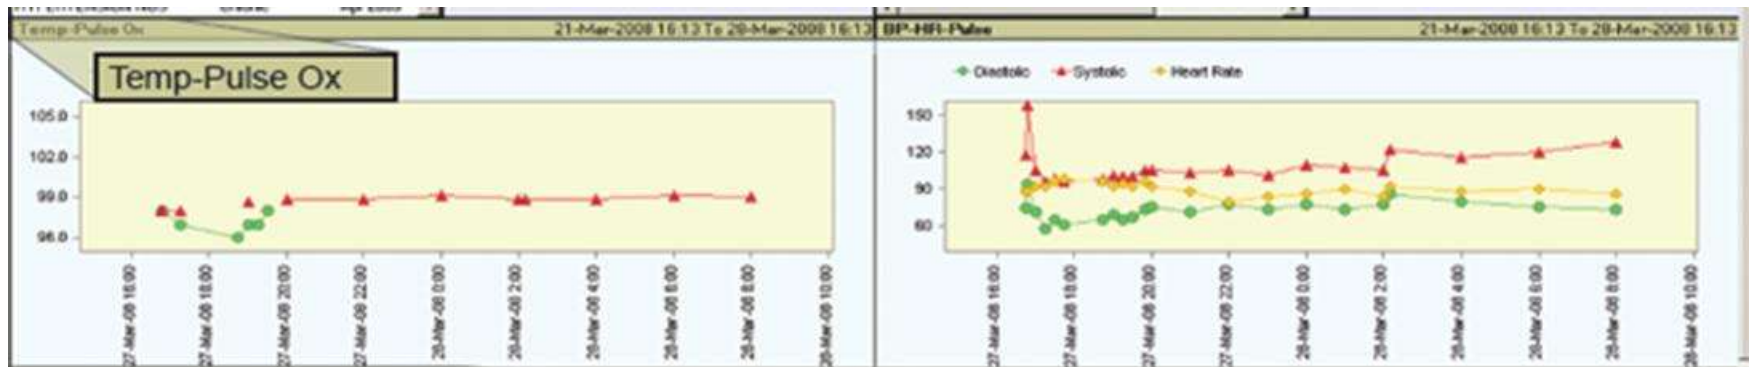 Temp-Pulse Ox 21-Mar-2008 16:13 To 28-Mar-2008 16:13
BP-HR-Pulse 21-Mar-2008 16:13 To 28-Mar-2008 16:13
Temp-Pulse Ox
105.0
102.0
99.0
96.0
27-Mar-08 16:00
27-Mar-08 18:00
27-Mar-08 20:00
27-Mar-08 22:00
28-Mar-08 0:00
28-Mar-08 2:00
28-Mar-08 4:00
28-Mar-08 6:00
28-Mar-08 8:00
28-Mar-08 10:00
Diastolic Systolic Heart Rate
150
120
90
60
27-Mar-08 16:00
27-Mar-08 18:00
27-Mar-08 20:00
27-Mar-08 22:00
28-Mar-08 0:00
28-Mar-08 2:00
28-Mar-08 4:00
28-Mar-08 6:00
28-Mar-08 8:00
28-Mar-08 10:00